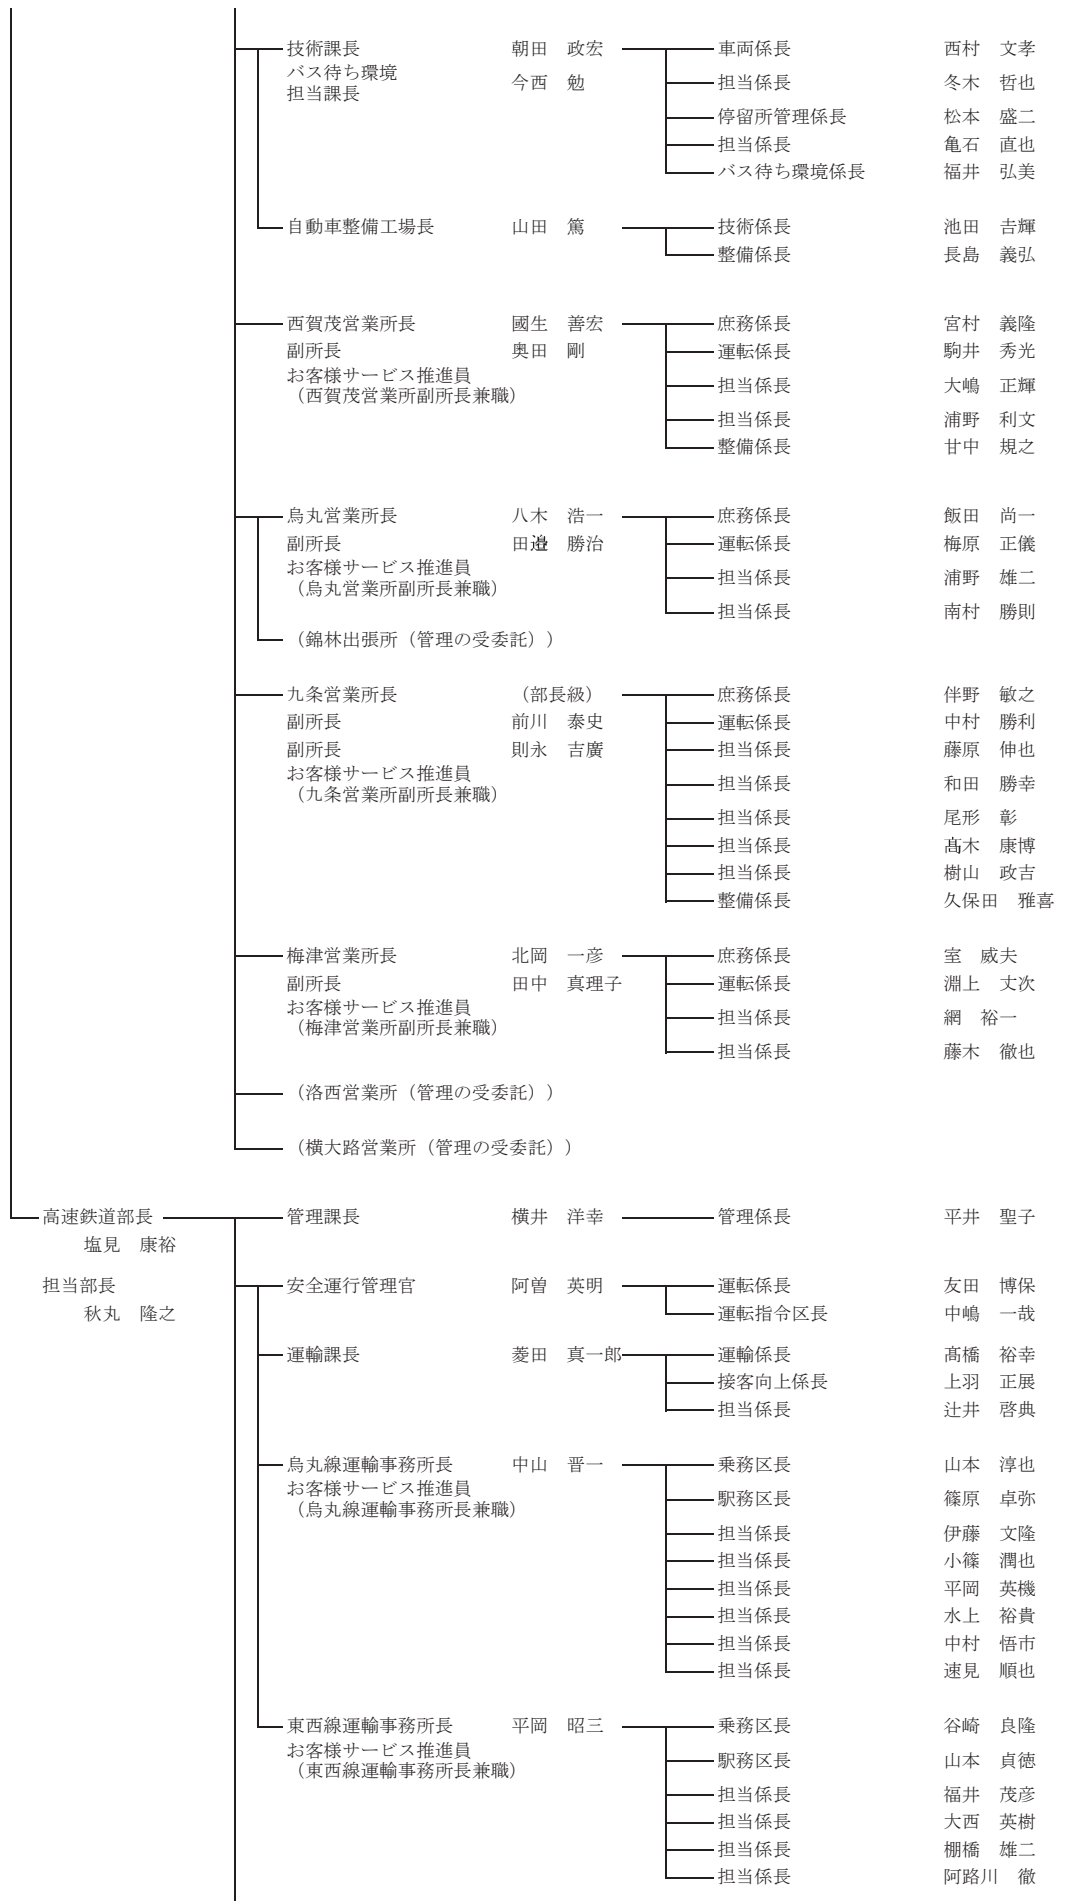 技術課長　朝田　政宏　車両係長　西村　文孝
バス待ち環境
担当課長　今西　勉　担当係長　冬木　哲也
停留所管理係長　松本　盛二
担当係長　亀石　直也
バス待ち環境係長　福井　弘美
自動車整備工場長　山田　篤　技術係長　池田　吉輝
整備係長　長島　義弘
西賀茂営業所長　國生　善宏　庶務係長　宮村　義隆
副所長　奥田　剛　運転係長　駒井　秀光
お客様サービス推進員
（西賀茂営業所副所長兼職）　担当係長　大嶋　正輝
担当係長　浦野　利文
整備係長　甘中　規之
烏丸営業所長　八木　浩一　庶務係長　飯田　尚一
副所長　田邉　勝治　運転係長　梅原　正儀
お客様サービス推進員
（烏丸営業所副所長兼職）　担当係長　浦野　雄二
担当係長　南村　勝則
（錦林出張所（管理の受委託））
九条営業所長　（部長級）　庶務係長　伴野　敏之
副所長　前川　泰史　運転係長　中村　勝利
副所長　則永　吉廣　担当係長　藤原　伸也
お客様サービス推進員
（九条営業所副所長兼職）　担当係長　和田　勝幸
担当係長　尾形　彰
担当係長　髙木　康博
担当係長　樹山　政吉
整備係長　久保田　雅喜
梅津営業所長　北岡　一彦　庶務係長　室　威夫
副所長　田中　真理子　運転係長　淵上　丈次
お客様サービス推進員
（梅津営業所副所長兼職）　担当係長　網　裕一
担当係長　藤木　徹也
（洛西営業所（管理の受委託））
（横大路営業所（管理の受委託））
高速鉄道部長　管理課長　横井　洋幸　管理係長　平井　聖子
塩見　康裕
担当部長　安全運行管理官　阿曽　英明　運転係長　友田　博保
秋丸　隆之　運転指令区長　中嶋　一哉
運輸課長　菱田　真一郎　運輸係長　髙橋　裕幸
接客向上係長　上羽　正展
担当係長　辻井　啓典
烏丸線運輸事務所長　中山　晋一　乗務区長　山本　淳也
お客様サービス推進員
（烏丸線運輸事務所長兼職）　駅務区長　篠原　卓弥
担当係長　伊藤　文隆
担当係長　小篠　潤也
担当係長　平岡　英機
担当係長　水上　裕貴
担当係長　中村　悟市
担当係長　速見　順也
東西線運輸事務所長　平岡　昭三　乗務区長　谷崎　良隆
お客様サービス推進員
（東西線運輸事務所長兼職）　駅務区長　山本　貞徳
担当係長　福井　茂彦
担当係長　大西　英樹
担当係長　棚橋　雄二
担当係長　阿路川　徹